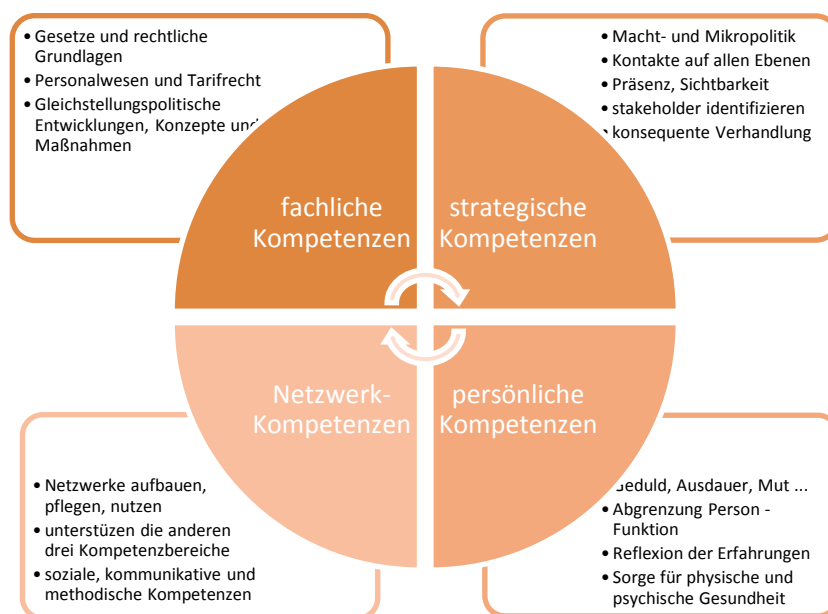 • Gesetze und rechtliche
Grundlagen
• Personalwesen und Tarifrecht
• Gleichstellungspolitische
Entwicklungen, Konzepte und
Maßnahmen
• Macht- und Mikropolitik
• Kontakte auf allen Ebenen
• Präsenz, Sichtbarkeit
• stakeholder identifizieren
• konsequente Verhandlung
fachliche
Kompetenzen
strategische
Kompetenzen
Netzwerk-
Kompetenzen
persönliche
Kompetenzen
• Netzwerke aufbauen,
pflegen, nutzen
• unterstüzen die anderen
drei Kompetenzbereiche
• soziale, kommunikative und
methodische Kompetenzen
• Geduld, Ausdauer, Mut ...
• Abgrenzung Person -
Funktion
• Reflexion der Erfahrungen
• Sorge für physische und
psychische Gesundheit